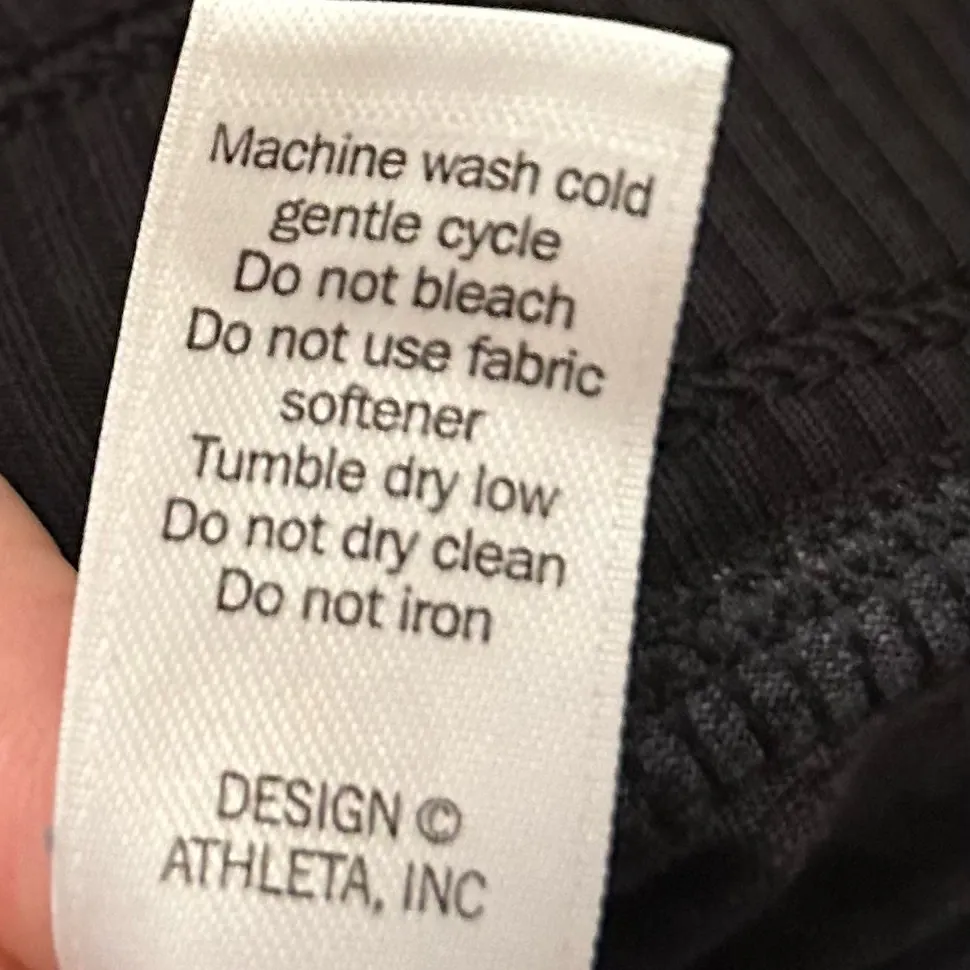 Machine wash cold
gentle cycle
Do not bleach
Do not use fabric
softener
Tumble dry low
Do not dry clean
Do not iron
DESIGN ©
ATHLETA, INC